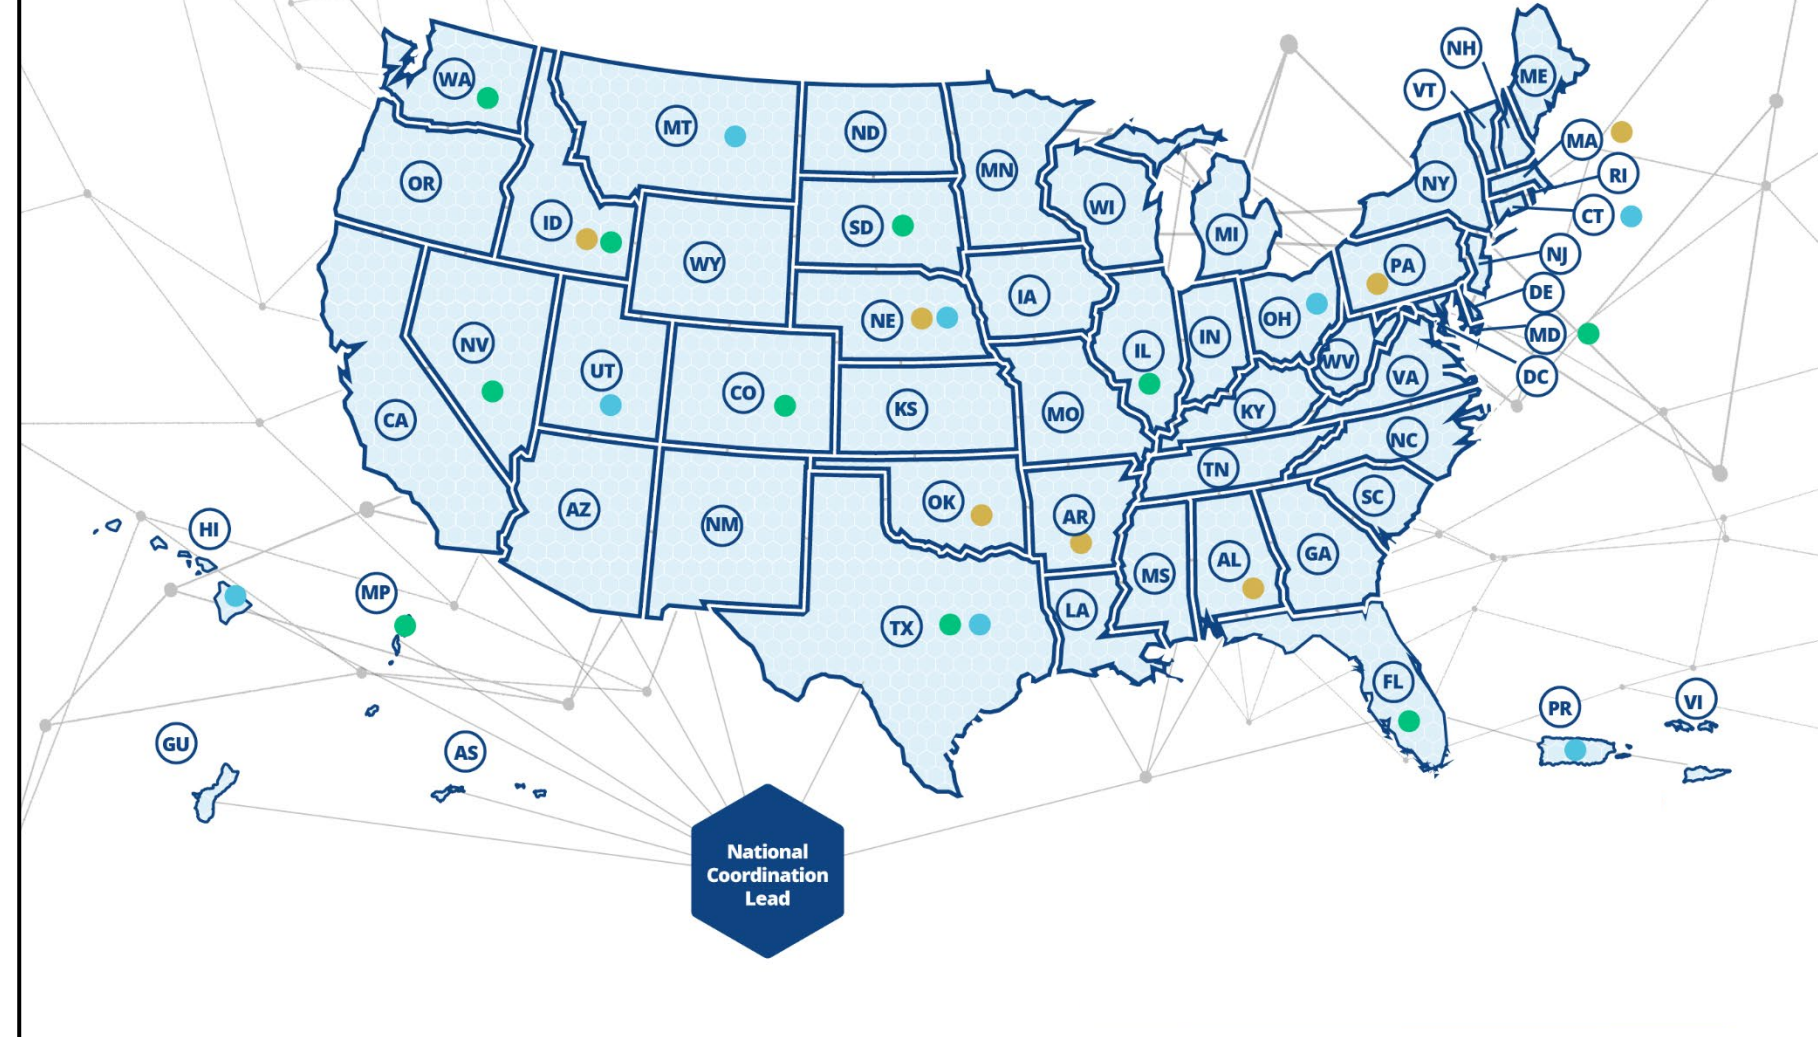 NH
ME
WA
VT
MT
ND
MA
MN
RI
OR
NY
WI
CT
ID
SD
MI
NJ
WY
PA
DE
IA
NE
OH
MD
NV
IN
IL
WV
UT
VA
DC
CO
KS
KY
MO
CA
NC
TN
SC
OK
AZ
AR
NM
HI
GA
AL
MS
MP
LA
TX
FL
VI
PR
GU
AS
National
Coordination
Lead